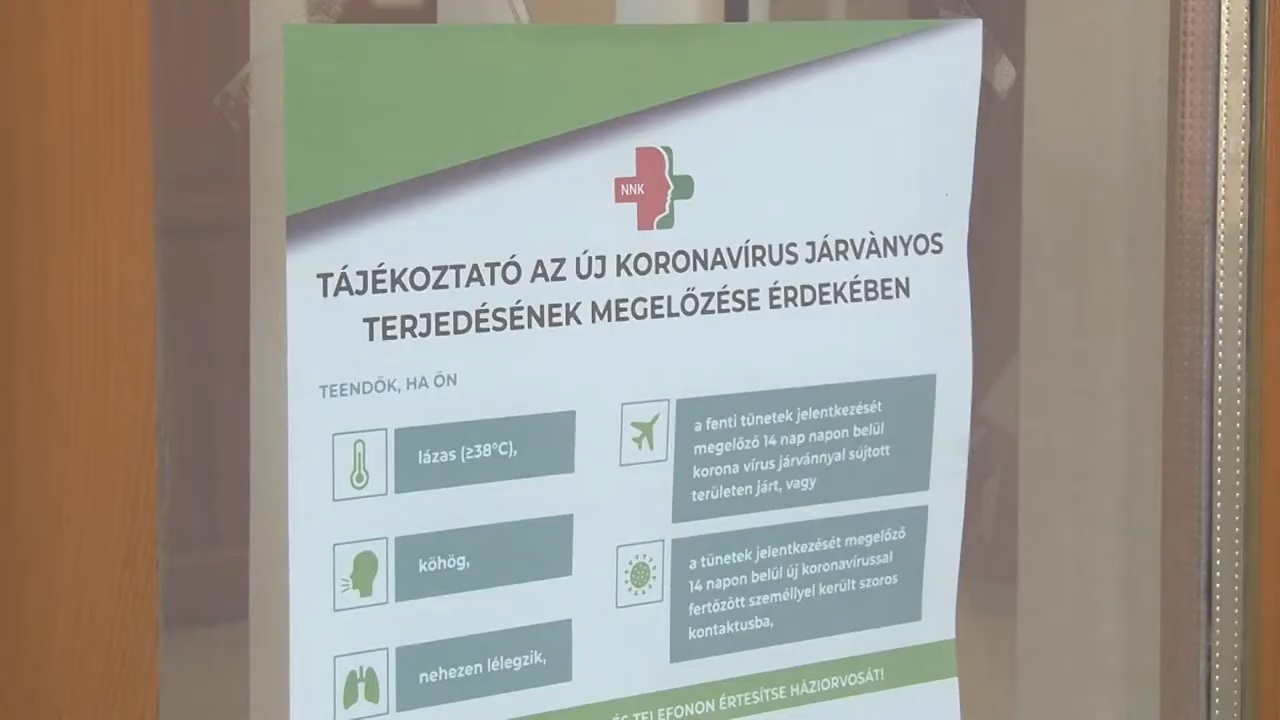 NNK
TÁJÉKOZTATÓ AZ ÚJ KORONAVÍRUS JÁRVÀNYOS
TERJEDÉSÉNEK MEGELŐZÉSE ÉRDEKÉBEN
TEENDŐK, HA ÖN
lázas (≥38°C),
köhög,
nehezen lélegzik,
a fenti tünetek jelentkezését
megelőző 14 nap napon belül
korona vírus járvánnyal sújtott
területen járt, vagy
a tünetek jelentkezését megelőző
14 napon belül új koronavírussal
fertőzött személlyel került szoros
kontaktusba,
ÉS TELEFONON ÉRTESÍTSE HÁZIORVOSÁT!